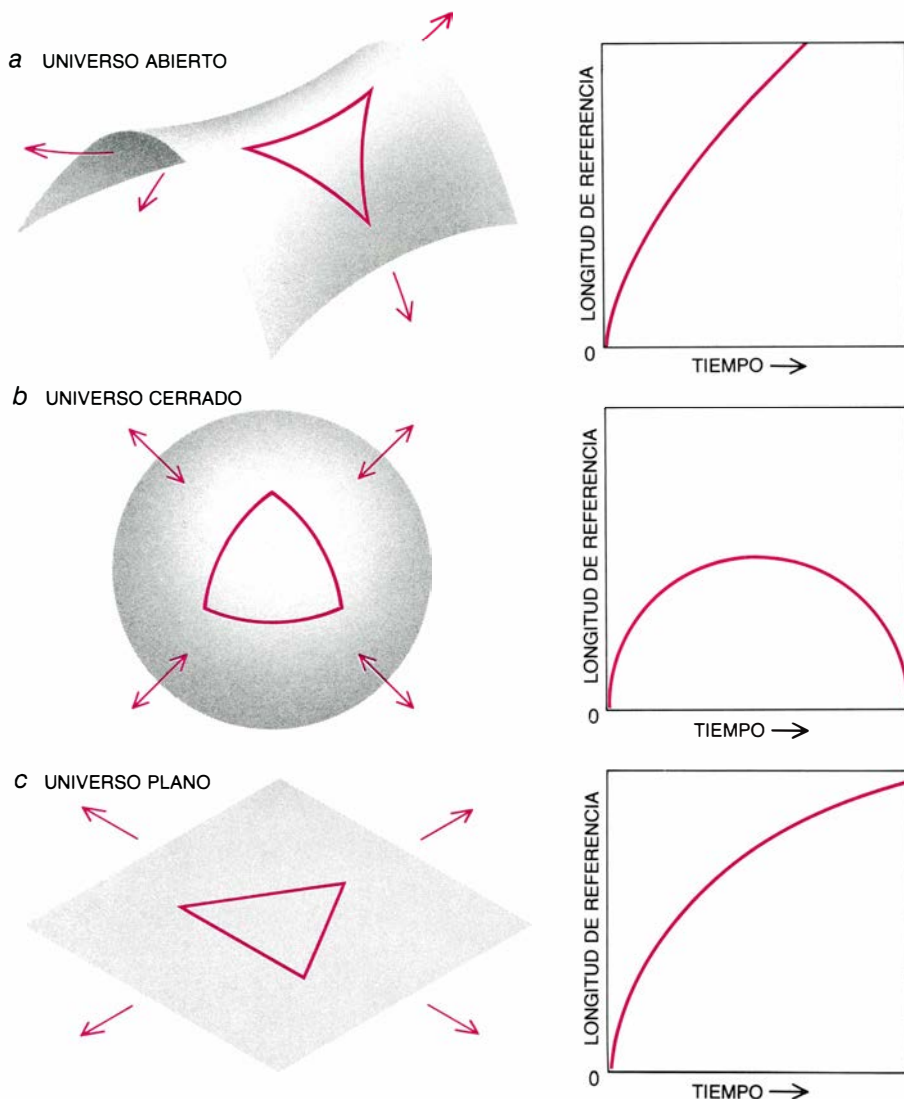 a UNIVERSO ABIERTO
LONGITUD DE REFERENCIA
0
TIEMPO →
b UNIVERSO CERRADO
LONGITUD DE REFERENCIA
0
TIEMPO →
c UNIVERSO PLANO
LONGITUD DE REFERENCIA
0
TIEMPO →